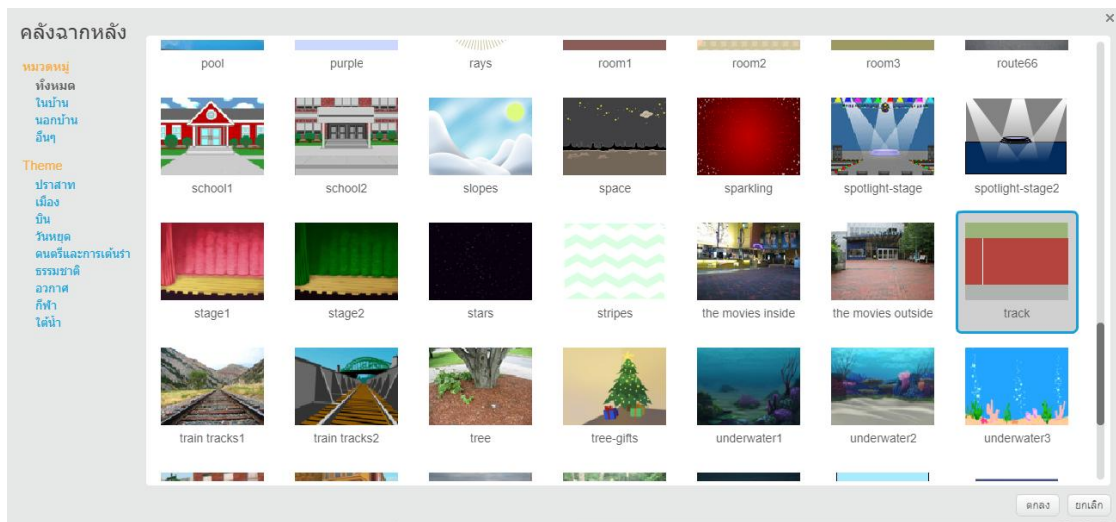 คลังฉากหลัง
×
หมวดหมู่
ทั้งหมด
ในบ้าน
นอกบ้าน
อื่นๆ
Theme
ปราสาท
เมือง
บิน
วันหยุด
ดนตรีและการเต้นรำ
ธรรมชาติ
อวกาศ
กีฬา
ใต้น้ำ
pool purple rays room1 room2 room3 route66
school1 school2 slopes space sparkling spotlight-stage spotlight-stage2
stage1 stage2 stars stripes the movies inside the movies outside track
train tracks1 train tracks2 tree tree-gifts underwater1 underwater2 underwater3
ตกลง ยกเลิก